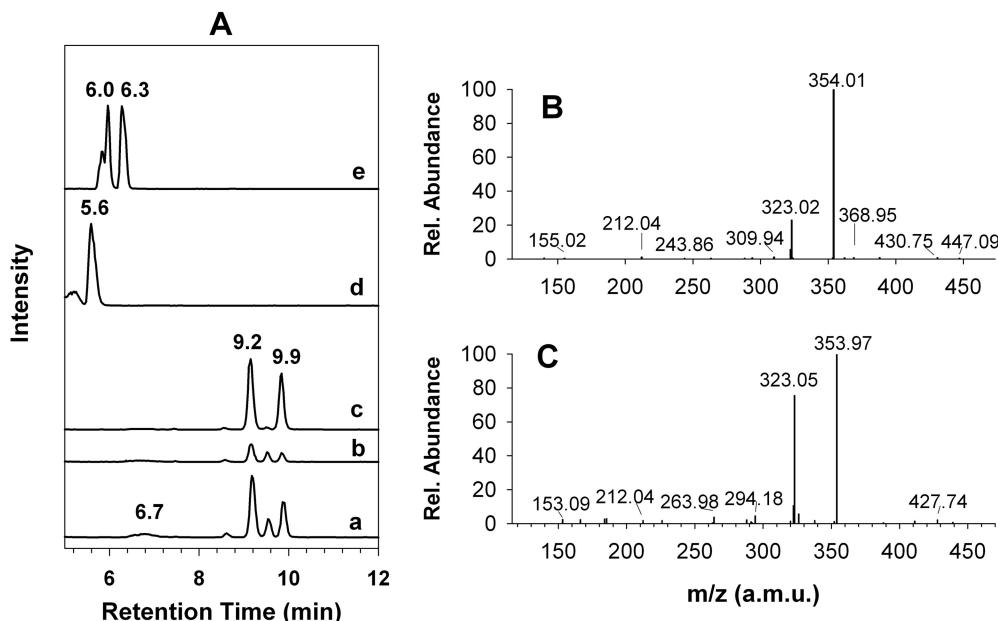 A
6.0 6.3
e
5.6
d
9.2 9.9
c
b
6.7
a
Intensity
6 8 10 12
Retention Time (min)
B
Rel. Abundance
100
80
60
40
20
0
354.01
323.02
368.95
212.04
155.02
243.86
309.94
430.75
447.09
150 200 250 300 350 400 450
C
Rel. Abundance
100
80
60
40
20
0
353.97
323.05
153.09
212.04
263.98
294.18
427.74
150 200 250 300 350 400 450
m/z (a.m.u.)